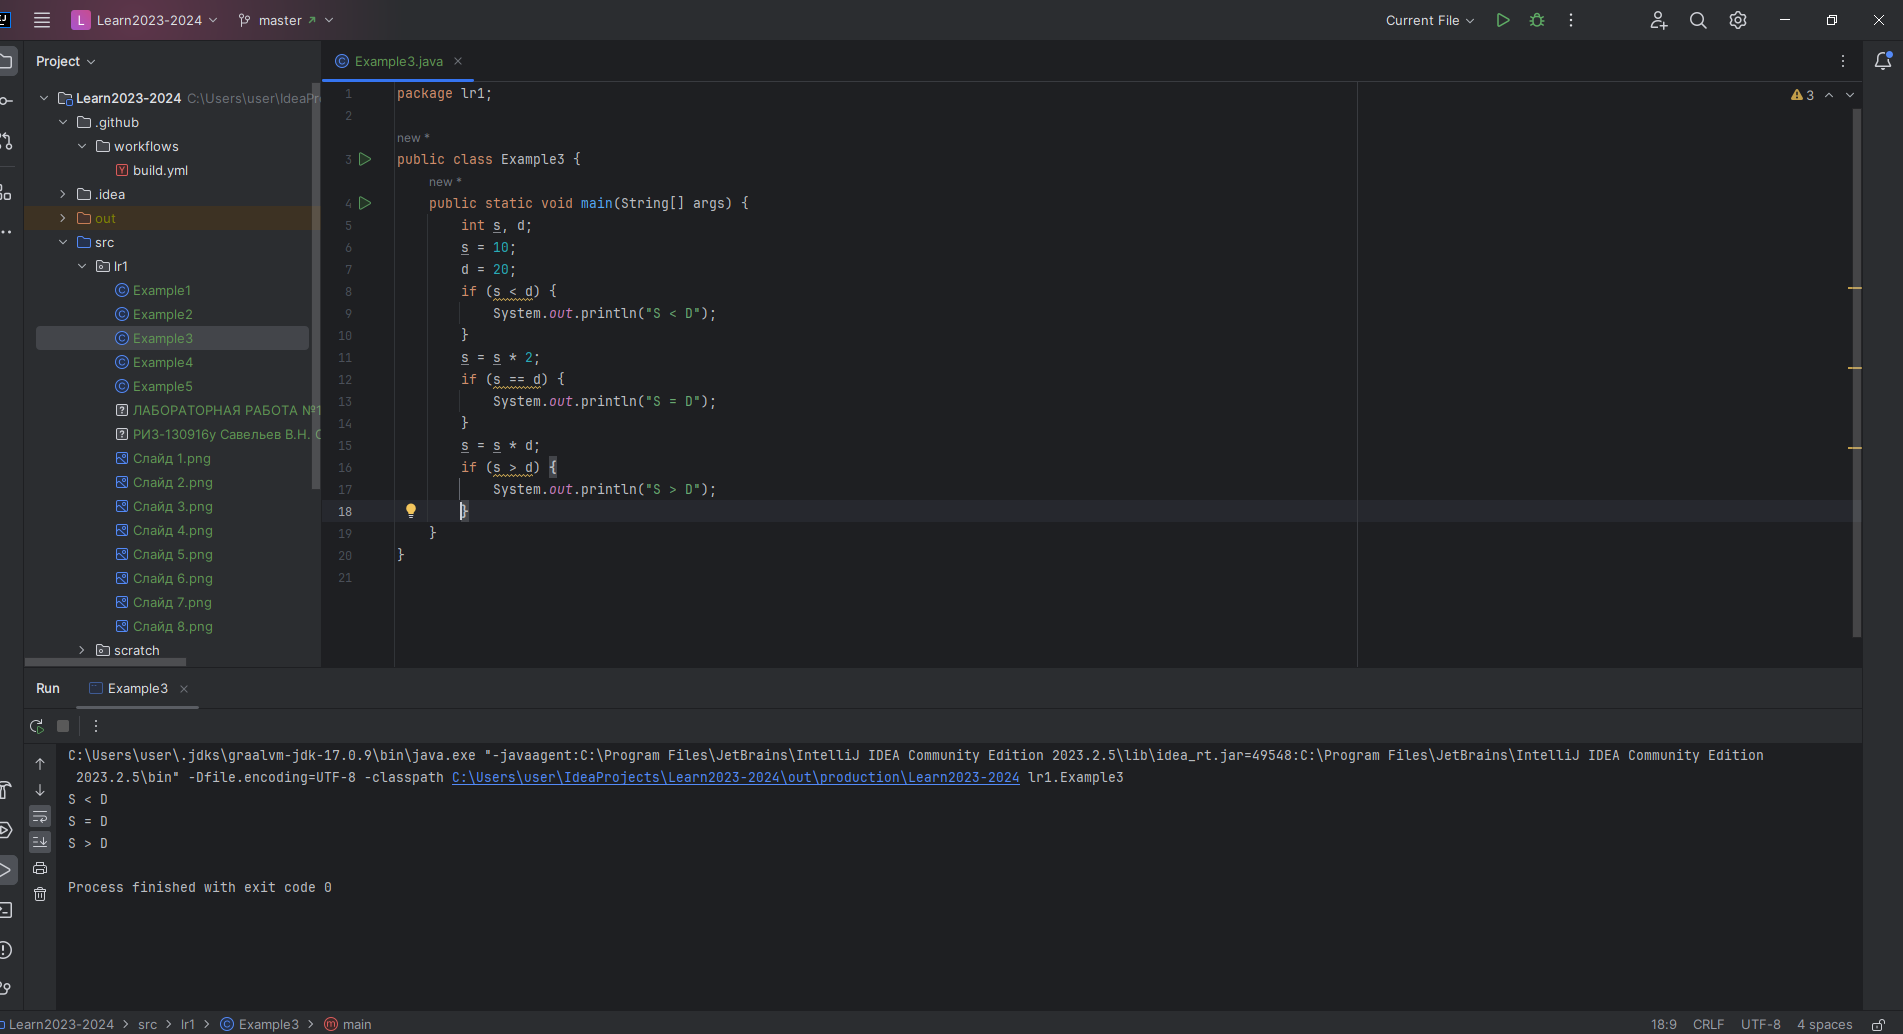 L Learn2023-2024 master Current File
Project
Example3.java
Learn2023-2024 C:\Users\user\IdeaPr
.github
workflows
build.yml
.idea
out
src
lr1
Example1
Example2
Example3
Example4
Example5
ЛАБОРАТОРНАЯ РАБОТА №1
РИЗ-130916у Савельев В.Н.
Слайд 1.png
Слайд 2.png
Слайд 3.png
Слайд 4.png
Слайд 5.png
Слайд 6.png
Слайд 7.png
Слайд 8.png
scratch
3
1 package lr1;
2
new *
3 public class Example3 {
new *
4 public static void main(String[] args) {
5 int s, d;
6 s = 10;
7 d = 20;
8 if (s < d) {
9 System.out.println("S < D");
10 }
11 s = s * 2;
12 if (s == d) {
13 System.out.println("S = D");
14 }
15 s = s * d;
16 if (s > d) {
17 System.out.println("S > D");
18 }
19 }
20 }
21
Run Example3
C:\Users\user\.jdks\graalvm-jdk-17.0.9\bin\java.exe "-javaagent:C:\Program Files\JetBrains\IntelliJ IDEA Community Edition 2023.2.5\lib\idea_rt.jar=49548:C:\Program Files\JetBrains\IntelliJ IDEA Community Edition
2023.2.5\bin" -Dfile.encoding=UTF-8 -classpath C:\Users\user\IdeaProjects\Learn2023-2024\out\production\Learn2023-2024 lr1.Example3
S < D
S = D
S > D
Process finished with exit code 0
Learn2023-2024 > src > lr1 > Example3 > main 18:9 CRLF UTF-8 4 spaces